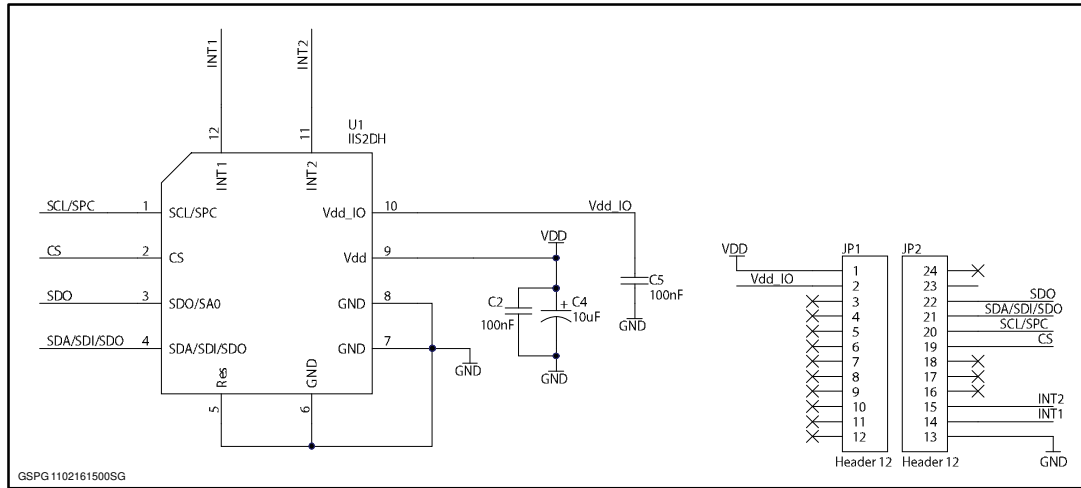 INT1
INT2
12
11
U1
IIS2DH
INT1
INT2
SCL/SPC
1
SCL/SPC
Vdd_IO
10
Vdd_IO
CS
2
CS
Vdd
9
VDD
SDO
3
SDO/SA0
GND
8
SDA/SDI/SDO
4
SDA/SDI/SDO
GND
7
GND
Res
GND
5
6
C2
100nF
+
C4
10uF
GND
C5
100nF
GND
VDD
Vdd_IO
JP1
1
2
3
4
5
6
7
8
9
10
11
12
Header 12
JP2
24
23
22
SDO
21
SDA/SDI/SDO
20
SCL/SPC
19
CS
18
17
16
15
INT2
14
INT1
13
GND
Header 12
GSPG1102161500SG